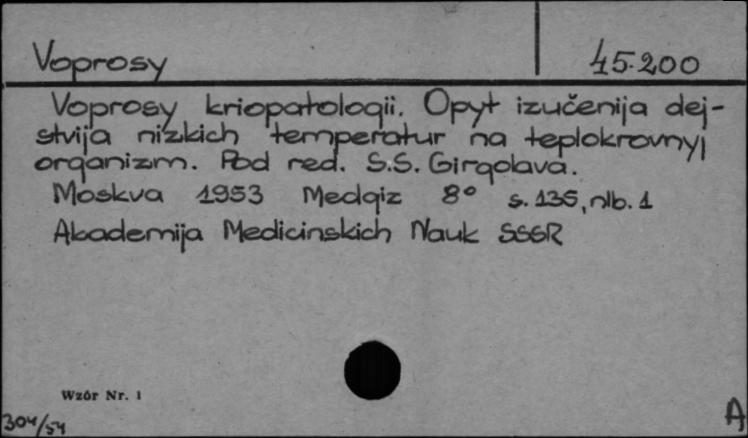 Voprosy 45.200
Voprosy kriopatologii. Opyt izučenija dej-
stvija nizkich temperatur na teplokrovnyj
organizm. Pod red. S.S. Girgolava.
Moskva 1953 Medgiz 8° s. 135, nlb. 1
Akademija Medicinskich Nauk SSSR
Wzór Nr. 1
304/54
A